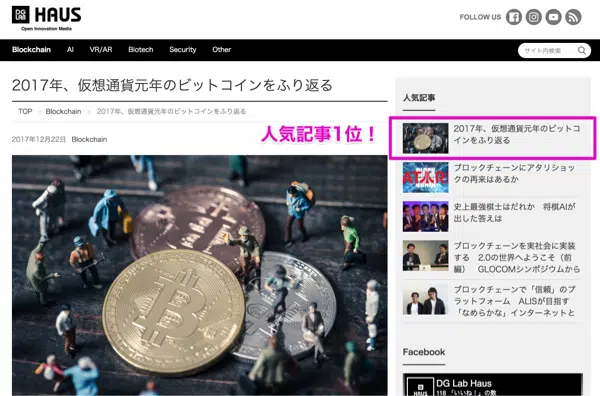 DG LAB HAUS
Open Innovation Media
FOLLOW US
Blockchain AI VR/AR Biotech Security Other
サイト内検索
2017年、仮想通貨元年のビットコインをふり返る
TOP Blockchain 2017年、仮想通貨元年のビットコインをふり返る
2017年12月22日 Blockchain
人気記事1位！
人気記事
2017年、仮想通貨元年のビットコ
インをふり返る
ブロックチェーンにアタリショッ
クの再来はあるか
史上最強棋士はだれか　将棋AIが
出した答えは
ブロックチェーンを実社会に実装
する　2.0の世界へようこそ（前
編）　GLOCOMシンポジウムから
ブロックチェーンで「信頼」のプ
ラットフォーム　ALISが目指す
「なめらかな」インターネットと
Facebook
DG LAB HAUS
DG Lab Haus
118 「いいね！」の数